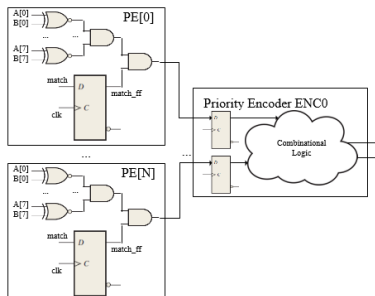 PE[0]
A[0]
B[0]
...
...
A[7]
B[7]
match
D
C
match_ff
clk
...
...
Priority Encoder ENC0
D
C
D
C
Combinational
Logic
PE[N]
A[0]
B[0]
...
...
A[7]
B[7]
match
D
C
match_ff
clk